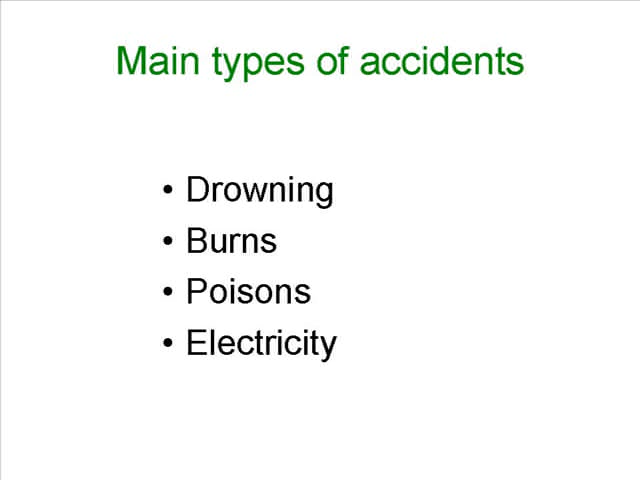 Main types of accidents
• Drowning
• Burns
• Poisons
• Electricity